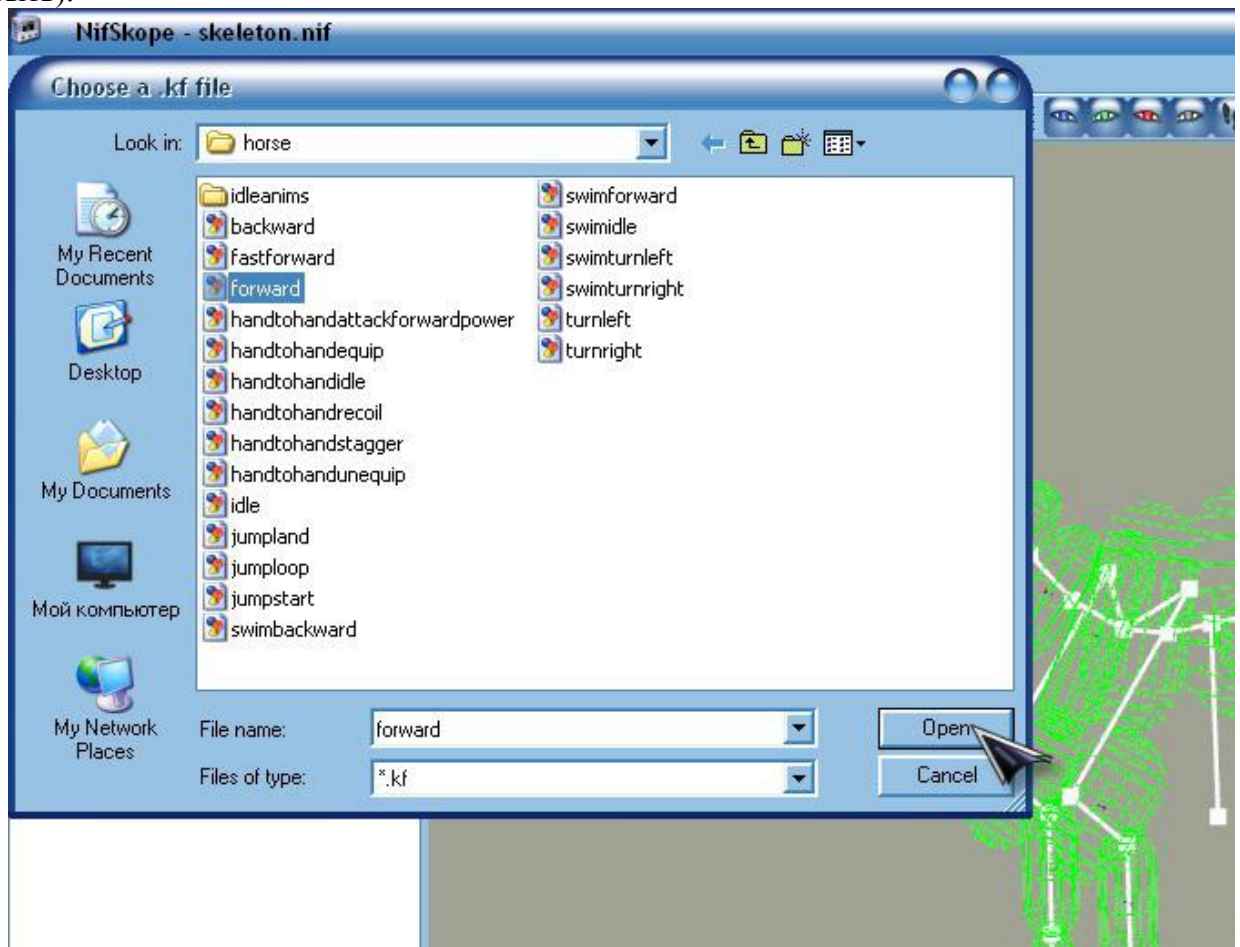 NifSkope - skeleton.nif
Choose a .kf file
Look in:
horse
My Recent
Documents
Desktop
My Documents
Мой компьютер
My Network
Places
idleanims
backward
fastforward
forward
handtohandattackforwardpower
handtohandequip
handtohandidle
handtohandrecoil
handtohandstagger
handtohandunequip
idle
jumpland
jumploop
jumpstart
swimbackward
swimforward
swimidle
swimturnleft
swimturnright
turnleft
turnright
File name:
forward
Open
Files of type:
*.kf
Cancel